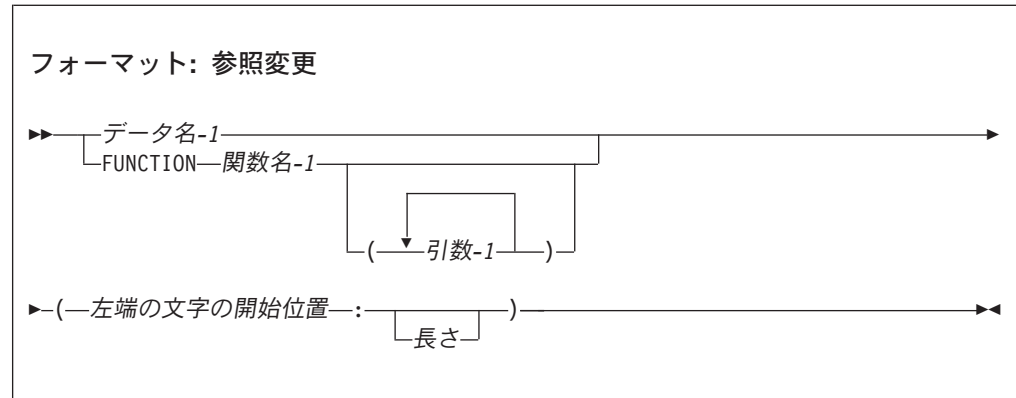 フォーマット: 参照変更
データ名-1
FUNCTION 関数名-1
( 引数-1 )
( 左端の文字の開始位置 : )
長さ